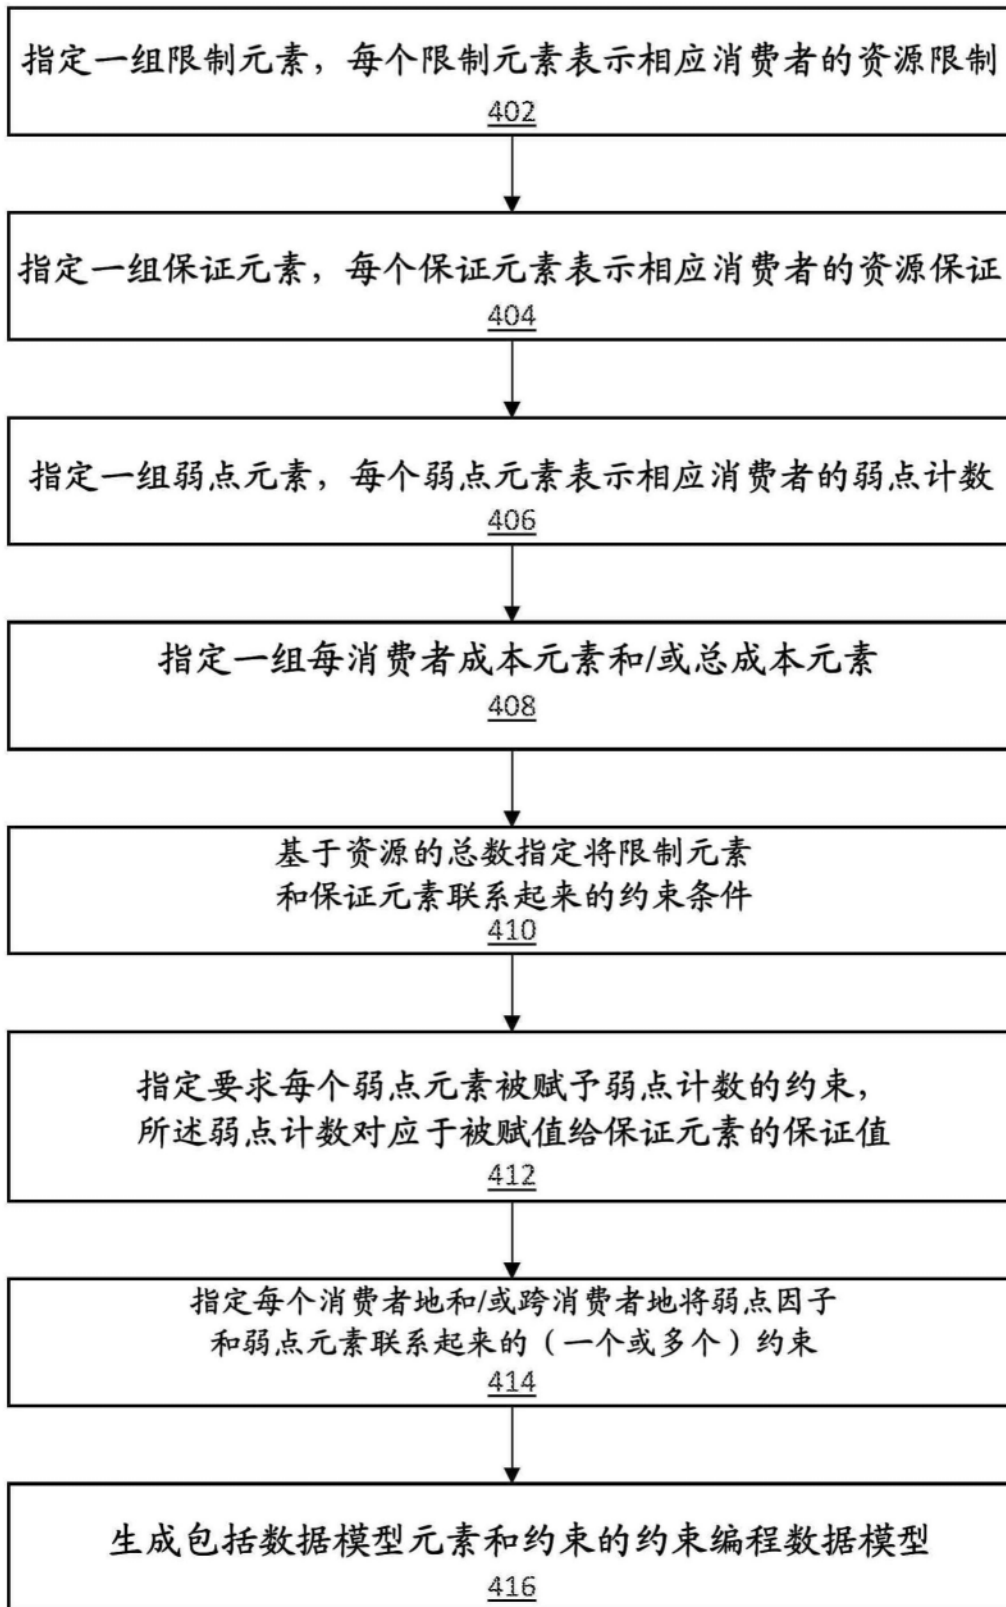 指定一组限制元素，每个限制元素表示相应消费者的资源限制
402
指定一组保证元素，每个保证元素表示相应消费者的资源保证
404
指定一组弱点元素，每个弱点元素表示相应消费者的弱点计数
406
指定一组每消费者成本元素和/或总成本元素
408
基于资源的总数指定将限制元素
和保证元素联系起来的约束条件
410
指定要求每个弱点元素被赋予弱点计数的约束，
所述弱点计数对应于被赋值给保证元素的保证值
412
指定每个消费者地和/或跨消费者地将弱点因子
和弱点元素联系起来的（一个或多个）约束
414
生成包括数据模型元素和约束的约束编程数据模型
416